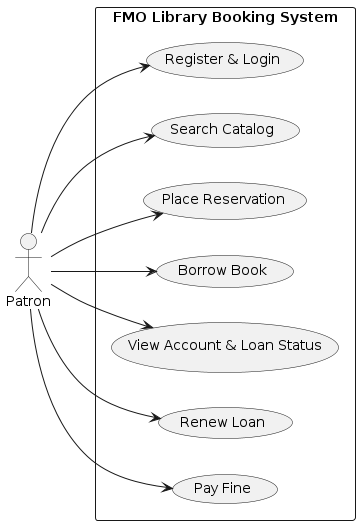 FMO Library Booking System
Register & Login
Search Catalog
Place Reservation
Borrow Book
Patron
View Account & Loan Status
Renew Loan
Pay Fine